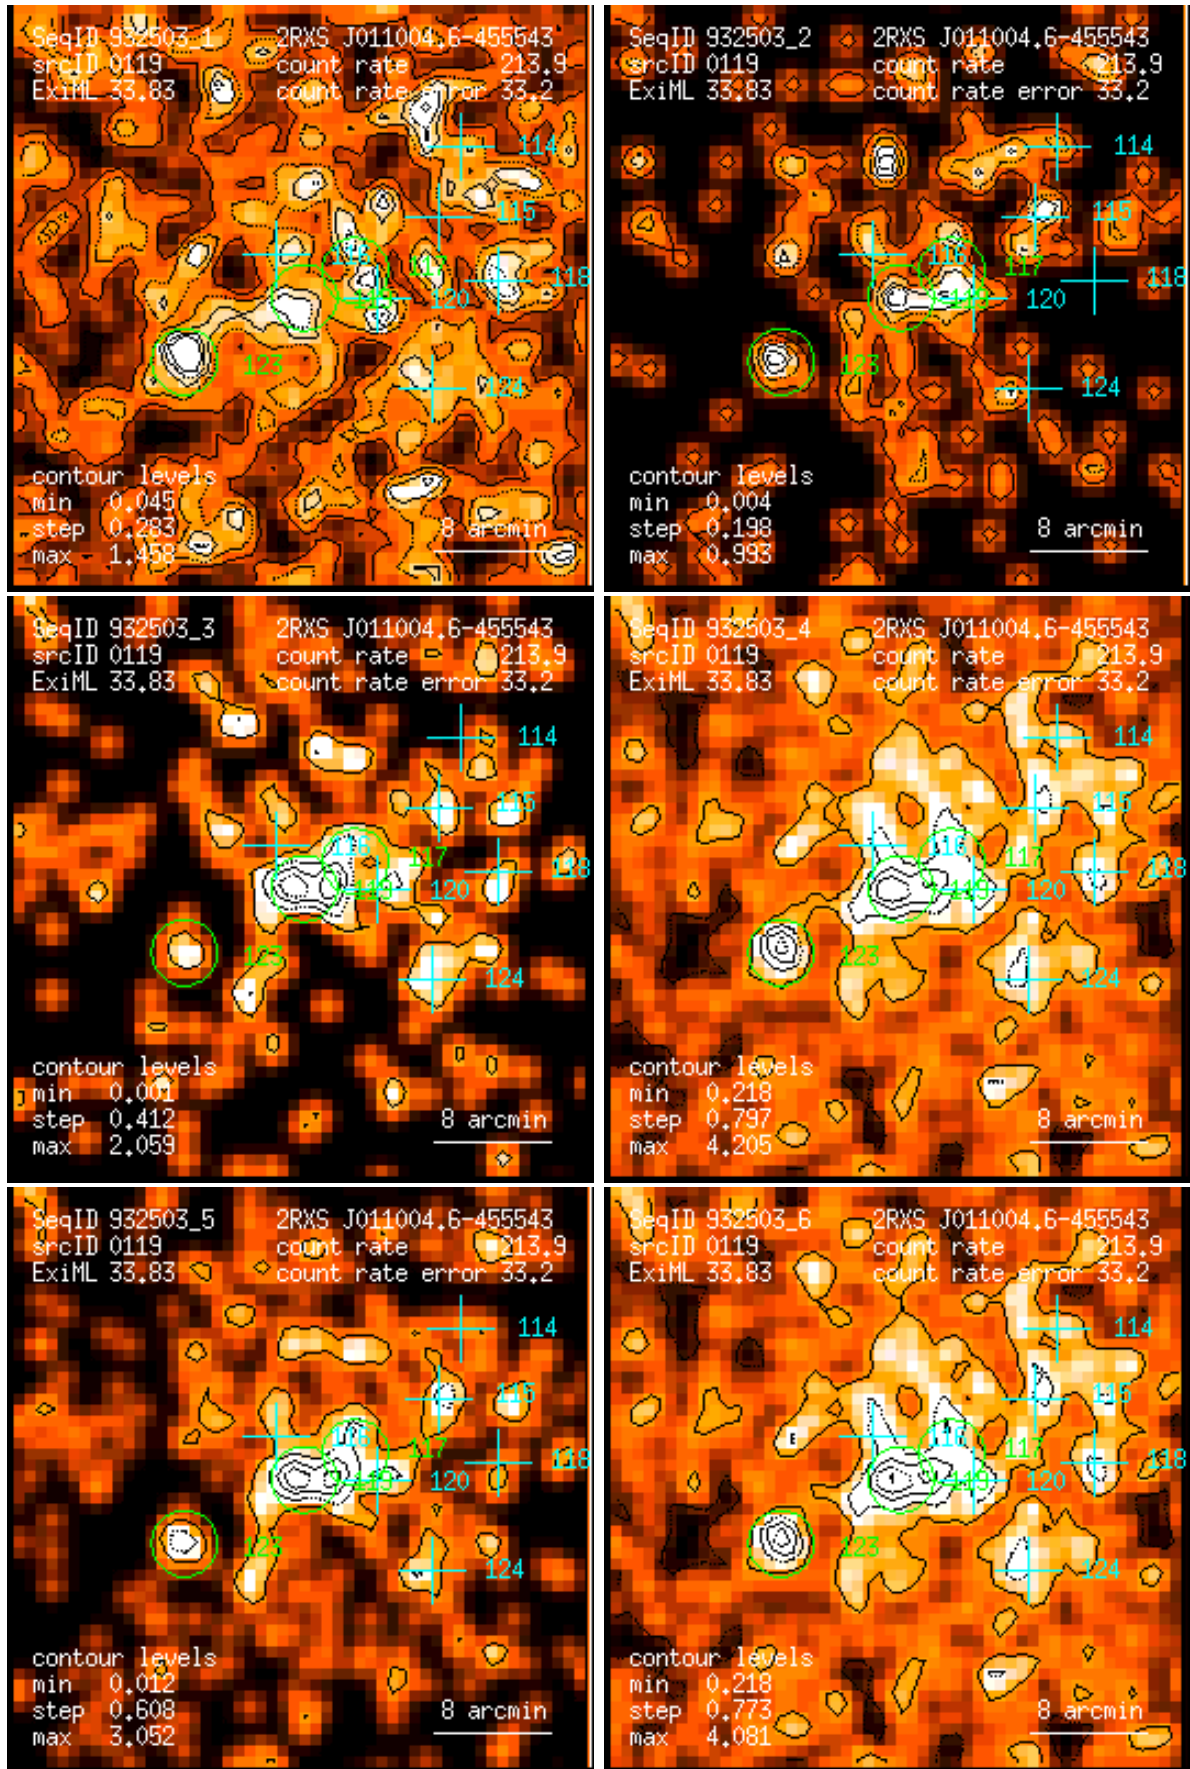 SeqID 932503_1 2RXS J011004.6-455543
srcID 0119 count rate 213.9
ExiML 33.83 count rate error 33.2
114
115
116 117 118
119 120
123
124
contour levels
min 0.045
step 0.283 8 arcmin
max 1.458
SeqID 932503_2 2RXS J011004.6-455543
srcID 0119 count rate 213.9
ExiML 33.83 count rate error 33.2
114
115
116 117 118
119 120
123
124
contour levels
min 0.004
step 0.198 8 arcmin
max 0.993
SeqID 932503_3 2RXS J011004.6-455543
srcID 0119 count rate 213.9
ExiML 33.83 count rate error 33.2
114
115
116 117 118
119 120
123
124
contour levels
min 0.001
step 0.412 8 arcmin
max 2.059
SeqID 932503_4 2RXS J011004.6-455543
srcID 0119 count rate 213.9
ExiML 33.83 count rate error 33.2
114
115
116 117 118
119 120
123
124
contour levels
min 0.218
step 0.797 8 arcmin
max 4.205
SeqID 932503_5 2RXS J011004.6-455543
srcID 0119 count rate 213.9
ExiML 33.83 count rate error 33.2
114
115
116 117 118
119 120
123
124
contour levels
min 0.012
step 0.608 8 arcmin
max 3.052
SeqID 932503_6 2RXS J011004.6-455543
srcID 0119 count rate 213.9
ExiML 33.83 count rate error 33.2
114
115
116 117 118
119 120
123
124
contour levels
min 0.218
step 0.773 8 arcmin
max 4.081